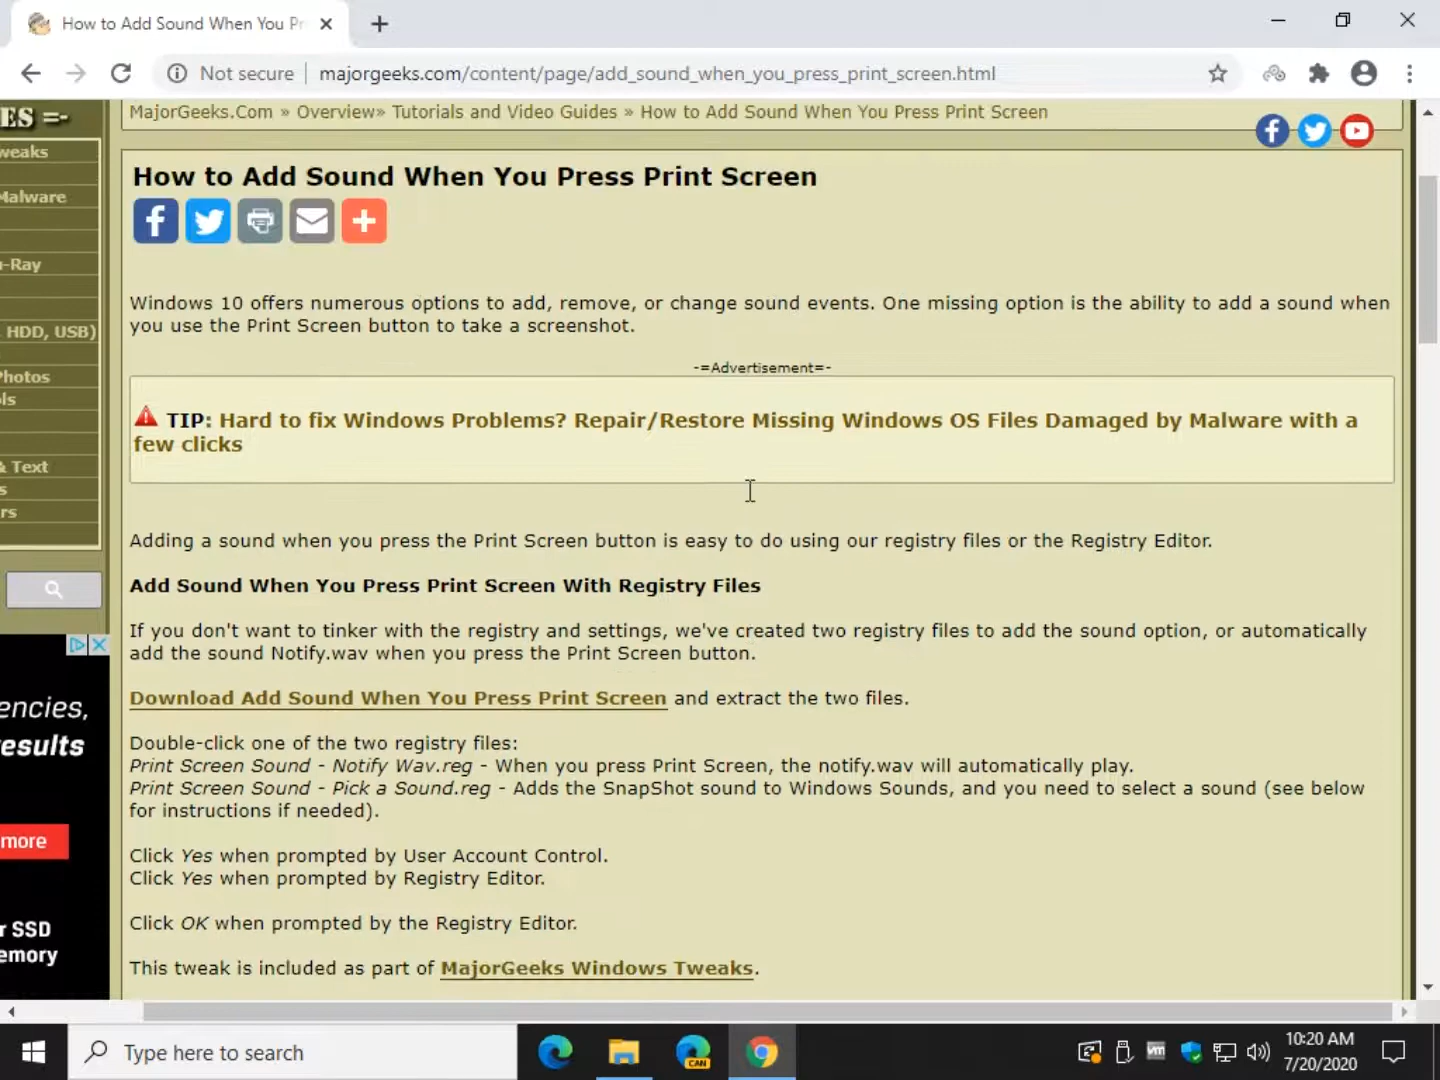 How to Add Sound When You Pr
Not secure
majorgeeks.com/content/page/add_sound_when_you_press_print_screen.html
ES =-
weaks
Malware
-Ray
HDD, USB)
Photos
ls
& Text
s
rs
encies,
esults
more
r SSD
emory
MajorGeeks.Com » Overview» Tutorials and Video Guides » How to Add Sound When You Press Print Screen
How to Add Sound When You Press Print Screen
Windows 10 offers numerous options to add, remove, or change sound events. One missing option is the ability to add a sound when
you use the Print Screen button to take a screenshot.
-=Advertisement=-
TIP: Hard to fix Windows Problems? Repair/Restore Missing Windows OS Files Damaged by Malware with a
few clicks
Adding a sound when you press the Print Screen button is easy to do using our registry files or the Registry Editor.
Add Sound When You Press Print Screen With Registry Files
If you don't want to tinker with the registry and settings, we've created two registry files to add the sound option, or automatically
add the sound Notify.wav when you press the Print Screen button.
Download Add Sound When You Press Print Screen and extract the two files.
Double-click one of the two registry files:
Print Screen Sound - Notify Wav.reg - When you press Print Screen, the notify.wav will automatically play.
Print Screen Sound - Pick a Sound.reg - Adds the SnapShot sound to Windows Sounds, and you need to select a sound (see below
for instructions if needed).
Click Yes when prompted by User Account Control.
Click Yes when prompted by Registry Editor.
Click OK when prompted by the Registry Editor.
This tweak is included as part of MajorGeeks Windows Tweaks.
Type here to search
CAN
vm
10:20 AM
7/20/2020